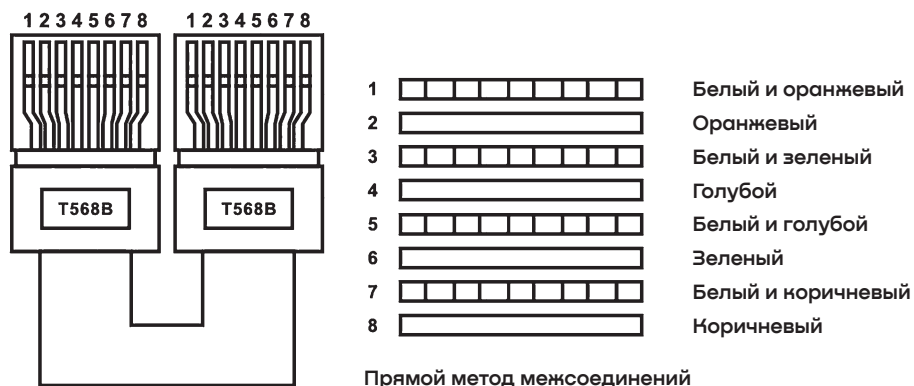 1 2 3 4 5 6 7 8 1 2 3 4 5 6 7 8
T568B T568B
1 Белый и оранжевый
2 Оранжевый
3 Белый и зеленый
4 Голубой
5 Белый и голубой
6 Зеленый
7 Белый и коричневый
8 Коричневый
Прямой метод межсоединений